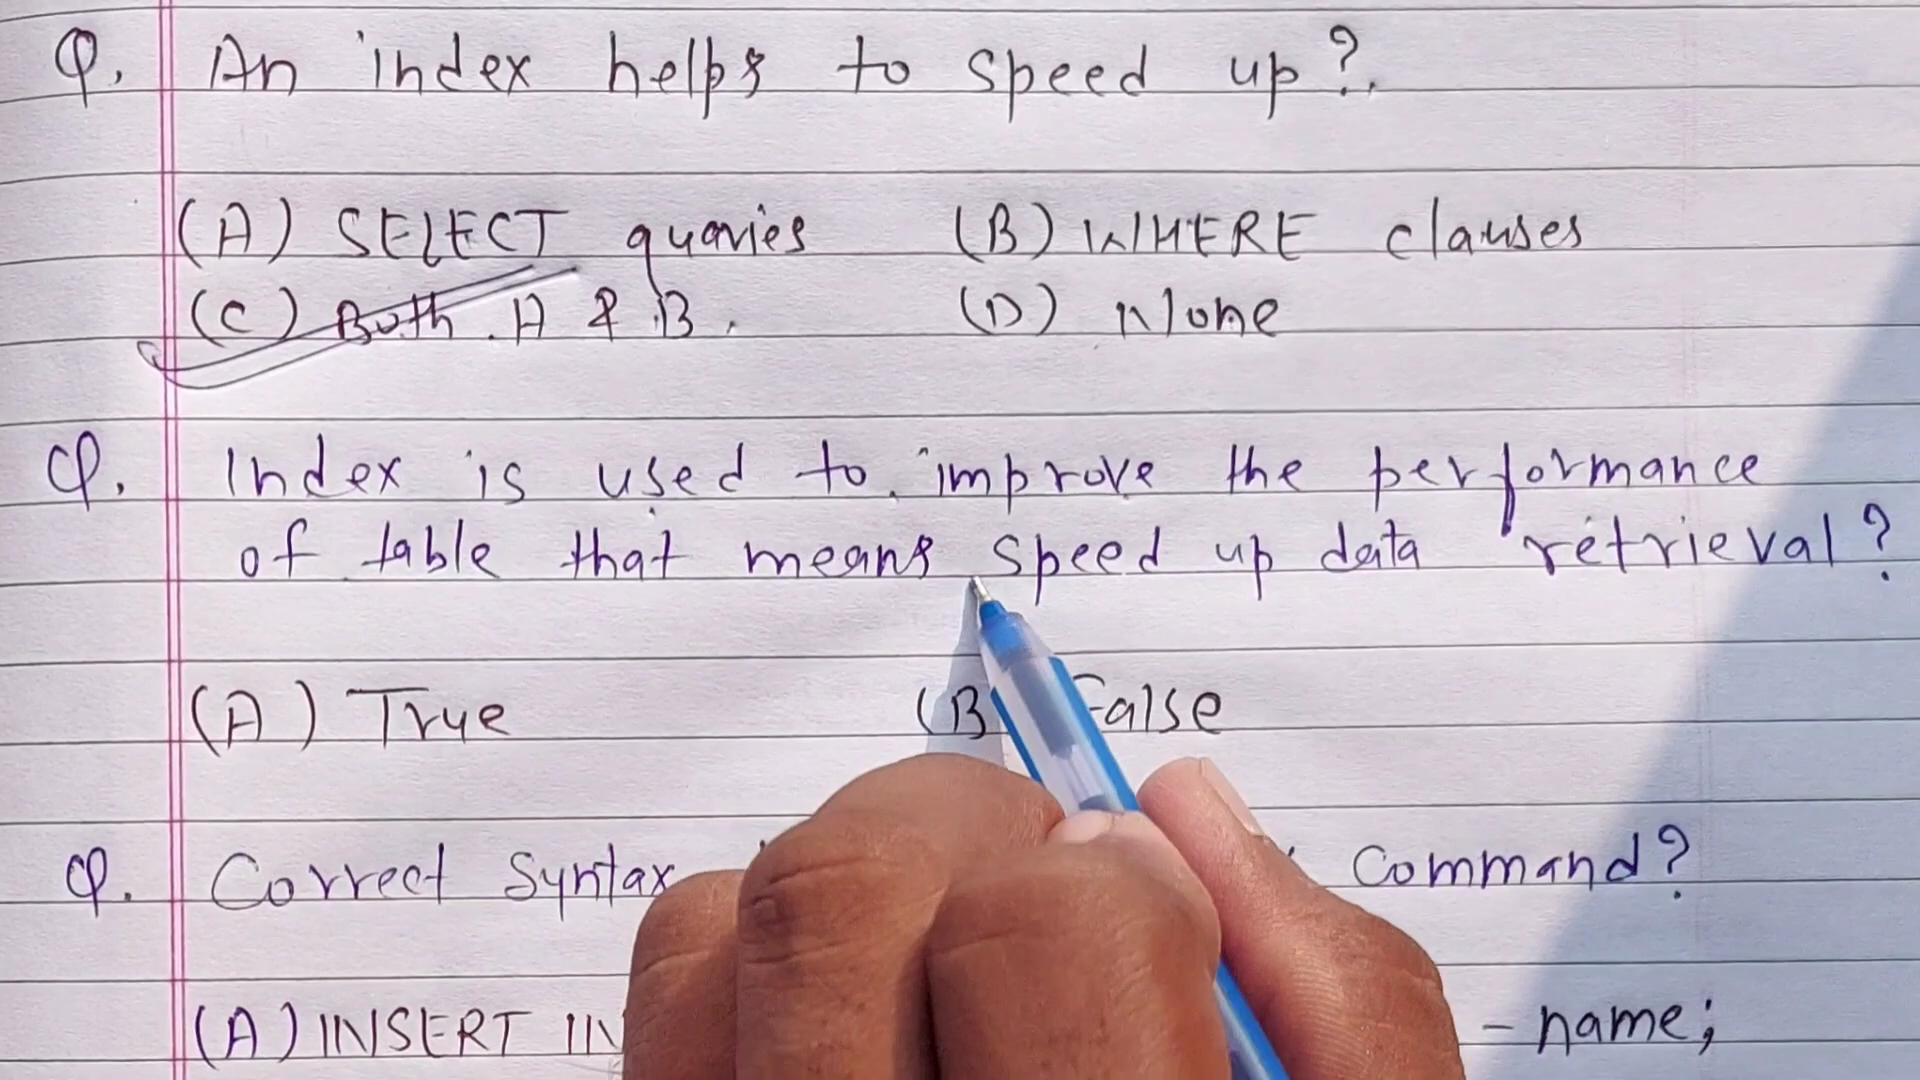 Q. An index helps to speed up?.
(A) SELECT quaries (B) WHERE clauses
(C) Both A & B. (D) None
Q. Index is used to improve the performance
of table that means speed up data retrieval?
(A) True (B) False
Q. Correct Syntax Command?
(A) INSERT -name;